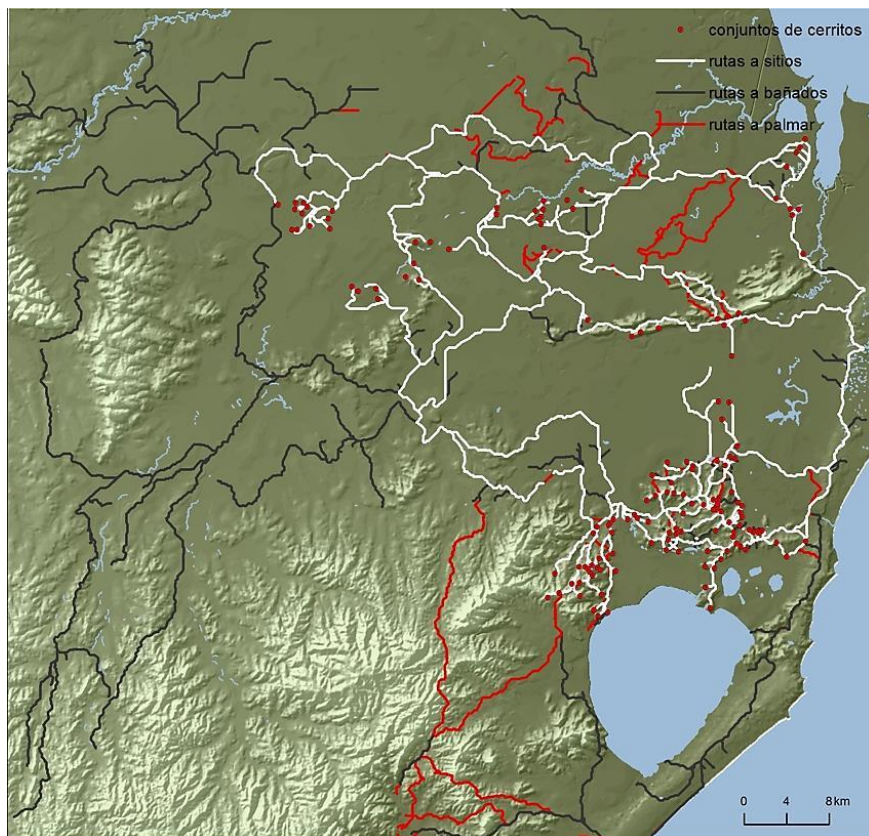 conjuntos de cerritos
rutas a sitios
rutas a bañados
rutas a palmar
0 4 8 km